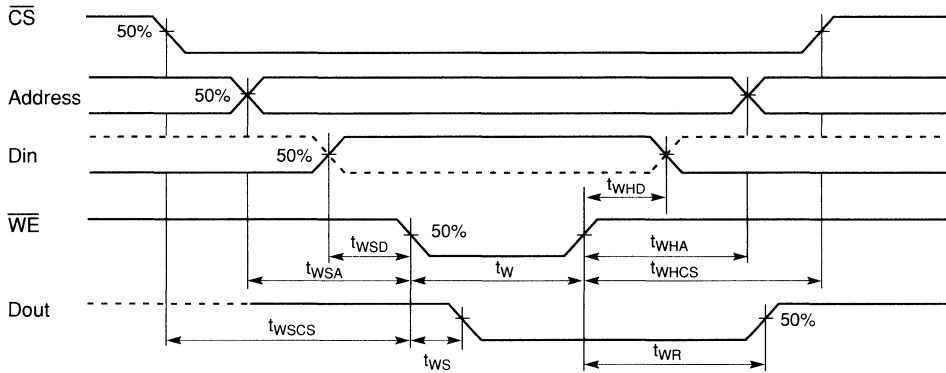 CS
50%
Address
50%
Din
50%
tWHD
WE
50%
tWSD
tWHA
tWSA
tW
tWHCS
Dout
50%
tWSCS
tWS
tWR